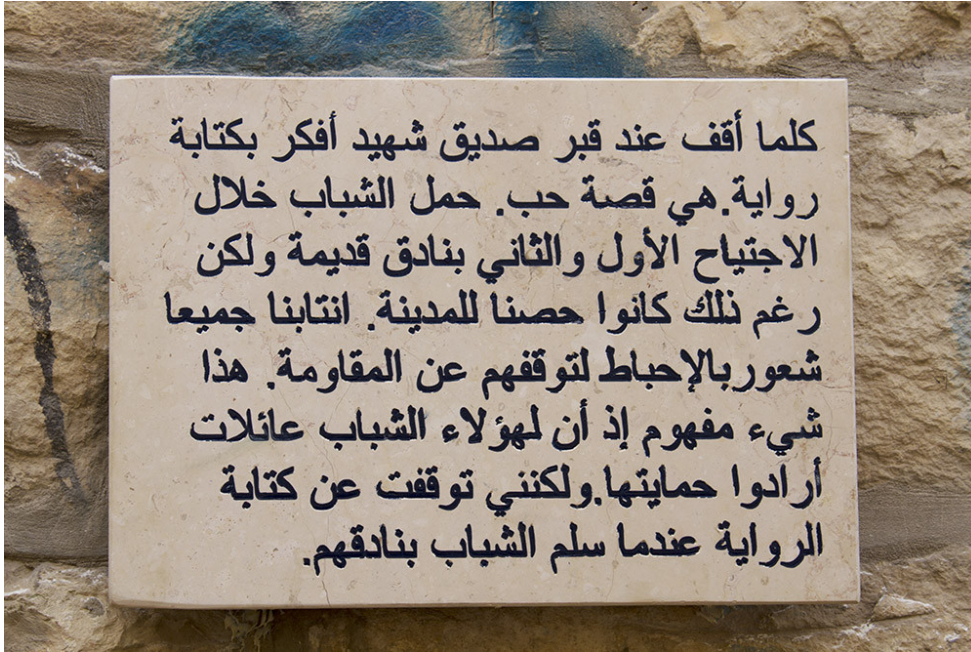 كلما أقف عند قبر صديق شهيد أفكر بكتابة
رواية.هي قصة حب. حمل الشباب خلال
الاجتياح الأول والثاني بنادق قديمة ولكن
رغم ذلك كانوا حصنا للمدينة. انتابنا جميعا
شعور بالإحباط لتوقفهم عن المقاومة. هذا
شيء مفهوم إذ أن لهؤلاء الشباب عائلات
أرادوا حمايتها.ولكنني توقفت عن كتابة
الرواية عندما سلم الشباب بنادقهم.